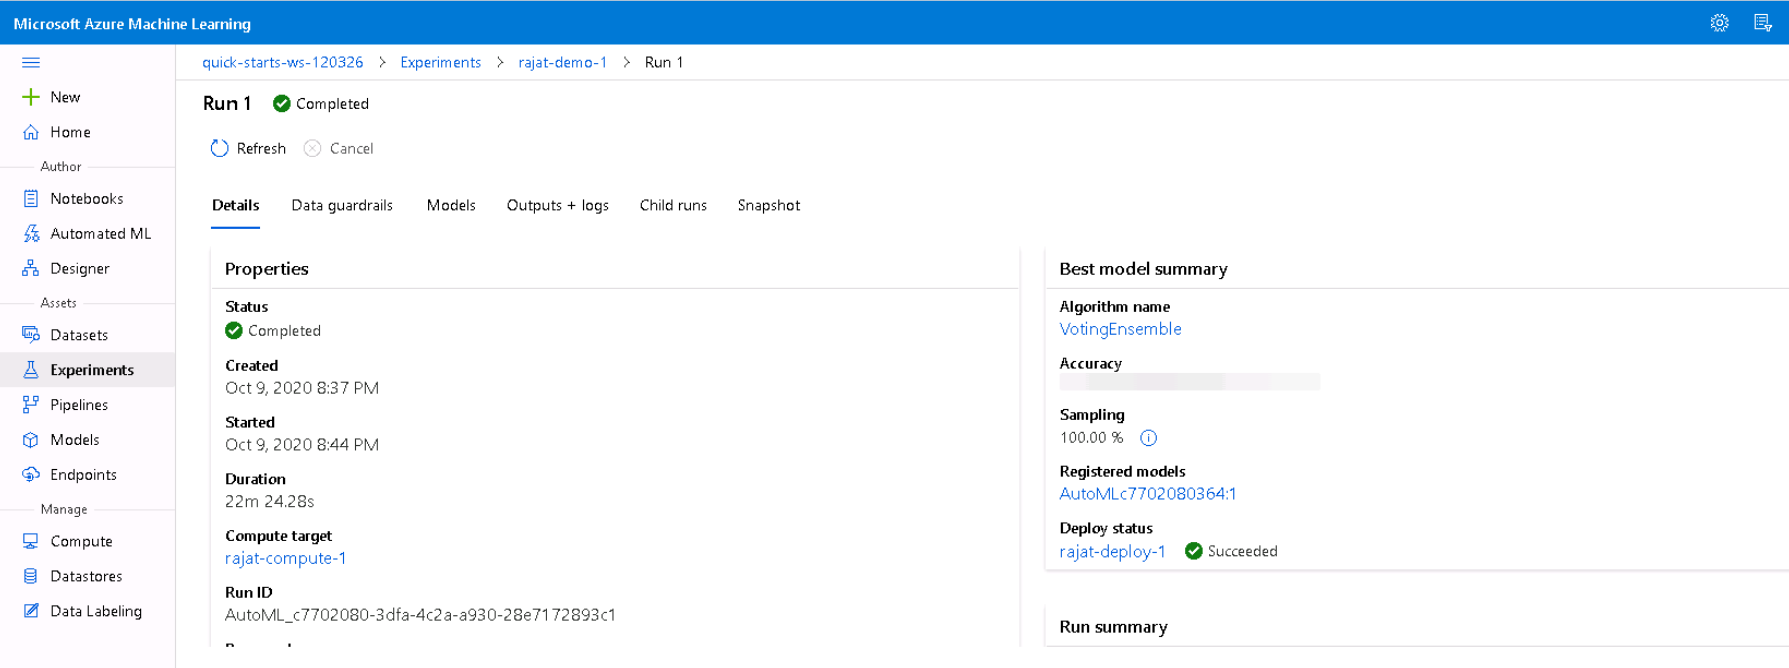 Microsoft Azure Machine Learning
quick-starts-ws-120326 > Experiments > rajat-demo-1 > Run 1
New
Home
Author
Notebooks
Automated ML
Designer
Assets
Datasets
Experiments
Pipelines
Models
Endpoints
Manage
Compute
Datastores
Data Labeling
Run 1 Completed
Refresh Cancel
Details Data guardrails Models Outputs + logs Child runs Snapshot
Properties
Status
Completed
Created
Oct 9, 2020 8:37 PM
Started
Oct 9, 2020 8:44 PM
Duration
22m 24.28s
Compute target
rajat-compute-1
Run ID
AutoML_c7702080-3dfa-4c2a-a930-28e7172893c1
Best model summary
Algorithm name
VotingEnsemble
Accuracy
Sampling
100.00 %
Registered models
AutoMLc7702080364:1
Deploy status
rajat-deploy-1 Succeeded
Run summary